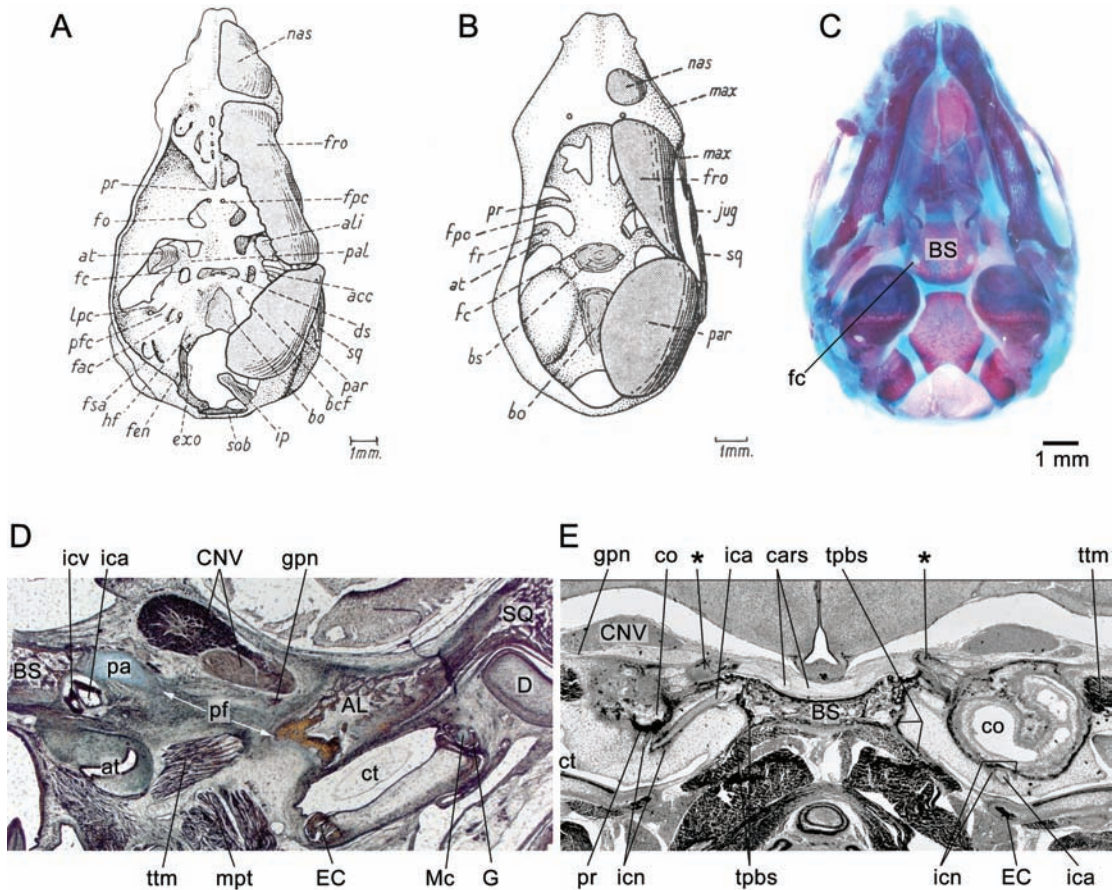 A
nas
fro
pr
fpc
fo
ali
at
pal
fc
acc
lpc
ds
pfc
sq
fac
par
fsa
bcf
hf
bo
fen
ip
exo
sob
1mm.
B
nas
max
max
fro
pr
jug
fpo
fr
sq
at
fc
par
bs
bo
1mm.
C
BS
fc
1 mm
D
icv ica CNV gpn
SQ
BS pa
D
pf AL
at ct
ttm mpt EC Mc G
E
gpn co * ica cars tpbs * ttm
CNV
BS
co
ct
pr icn tpbs icn EC ica